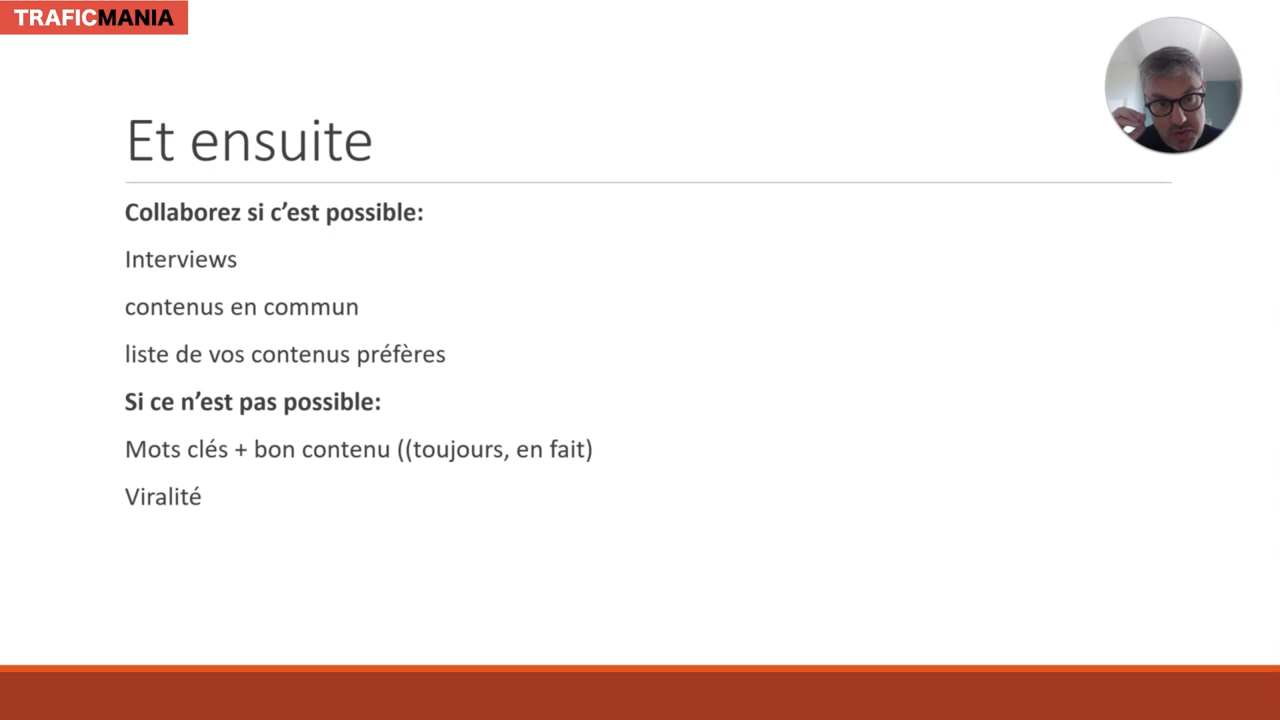 TRAFICMANIA
Et ensuite
Collaborez si c’est possible:
Interviews
contenus en commun
liste de vos contenus préfères
Si ce n’est pas possible:
Mots clés + bon contenu ((toujours, en fait)
Viralité